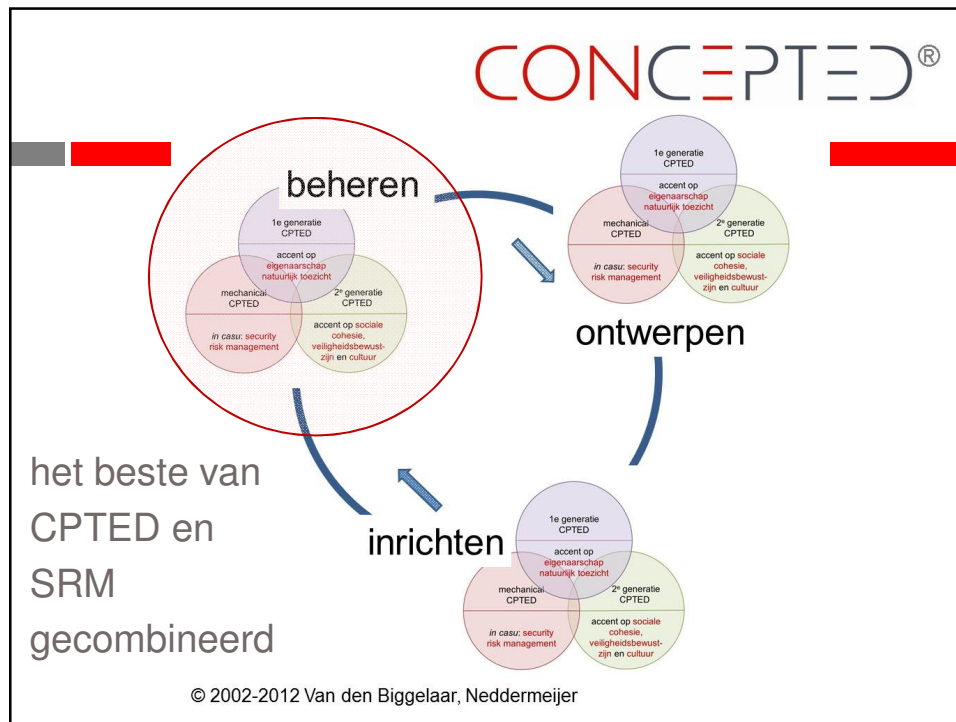 CONCEPTED®
beheren
1e generatie
CPTED
accent op
eigenaarschap
natuurlijk toezicht
mechanical
CPTED
in casu: security
risk management
2e generatie
CPTED
accent op sociale
cohesie,
veiligheidsbewust-
zijn en cultuur
1e generatie
CPTED
accent op
eigenaarschap
natuurlijk toezicht
mechanical
CPTED
in casu: security
risk management
2e generatie
CPTED
accent op sociale
cohesie,
veiligheidsbewust-
zijn en cultuur
ontwerpen
het beste van
CPTED en
SRM
gecombineerd
inrichten
1e generatie
CPTED
accent op
eigenaarschap
natuurlijk toezicht
mechanical
CPTED
in casu: security
risk management
2e generatie
CPTED
accent op sociale
cohesie,
veiligheidsbewust-
zijn en cultuur
© 2002-2012 Van den Biggelaar, Neddermeijer